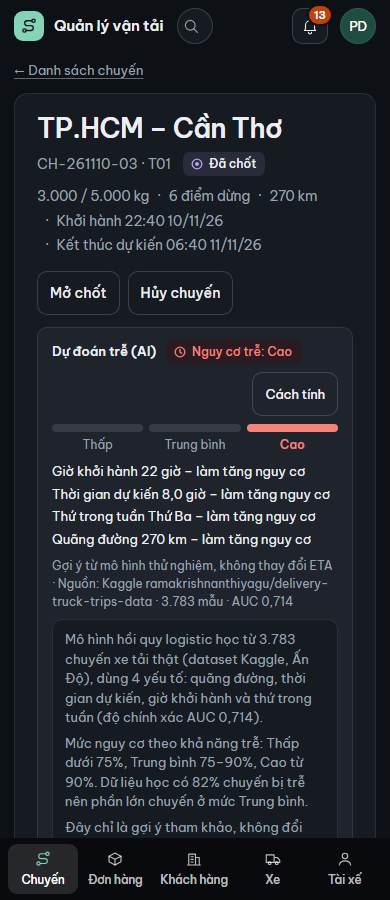 Quản lý vận tải
13
PD
← Danh sách chuyến
TP.HCM – Cần Thơ
CH-261110-03 · T01
Đã chốt
3.000 / 5.000 kg · 6 điểm dừng · 270 km
· Khởi hành 22:40 10/11/26
· Kết thúc dự kiến 06:40 11/11/26
Mở chốt
Hủy chuyến
Dự đoán trễ (AI)
Nguy cơ trễ: Cao
Cách tính
Thấp
Trung bình
Cao
Giờ khởi hành 22 giờ – làm tăng nguy cơ
Thời gian dự kiến 8,0 giờ – làm tăng nguy cơ
Thứ trong tuần Thứ Ba – làm tăng nguy cơ
Quãng đường 270 km – làm tăng nguy cơ
Gợi ý từ mô hình thử nghiệm, không thay đổi ETA
· Nguồn: Kaggle ramakrishnanthiyagu/delivery-
truck-trips-data · 3.783 mẫu · AUC 0,714
Mô hình hồi quy logistic học từ 3.783
chuyến xe tải thật (dataset Kaggle, Ấn
Độ), dùng 4 yếu tố: quãng đường, thời
gian dự kiến, giờ khởi hành và thứ trong
tuần (độ chính xác AUC 0,714).
Mức nguy cơ theo khả năng trễ: Thấp
dưới 75%, Trung bình 75–90%, Cao từ
90%. Dữ liệu học có 82% chuyến bị trễ
nên phần lớn chuyến ở mức Trung bình.
Đây chỉ là gợi ý tham khảo, không đổi
Chuyến
Đơn hàng
Khách hàng
Xe
Tài xế